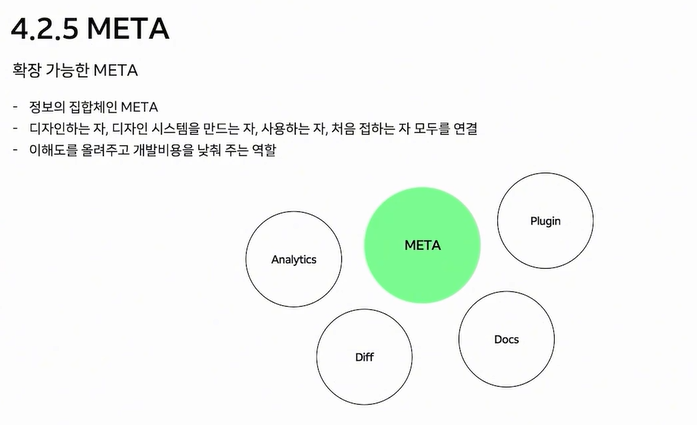 4.2.5 META
확장 가능한 META
- 정보의 집합체인 META
- 디자인하는 자, 디자인 시스템을 만드는 자, 사용하는 자, 처음 접하는 자 모두를 연결
- 이해도를 올려주고 개발비용을 낮춰 주는 역할
Plugin
META
Analytics
Docs
Diff